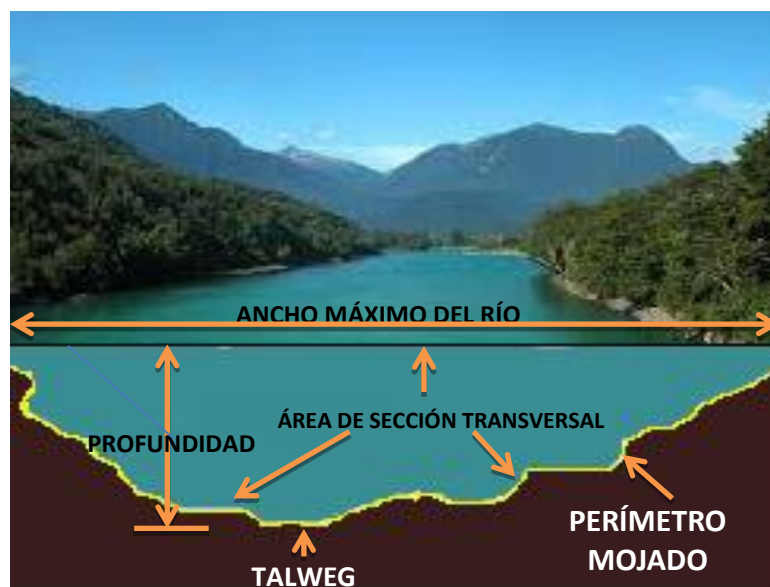 ANCHO MÁXIMO DEL RÍO
ÁREA DE SECCIÓN TRANSVERSAL
PROFUNDIDAD
PERÍMETRO
MOJADO
TALWEG